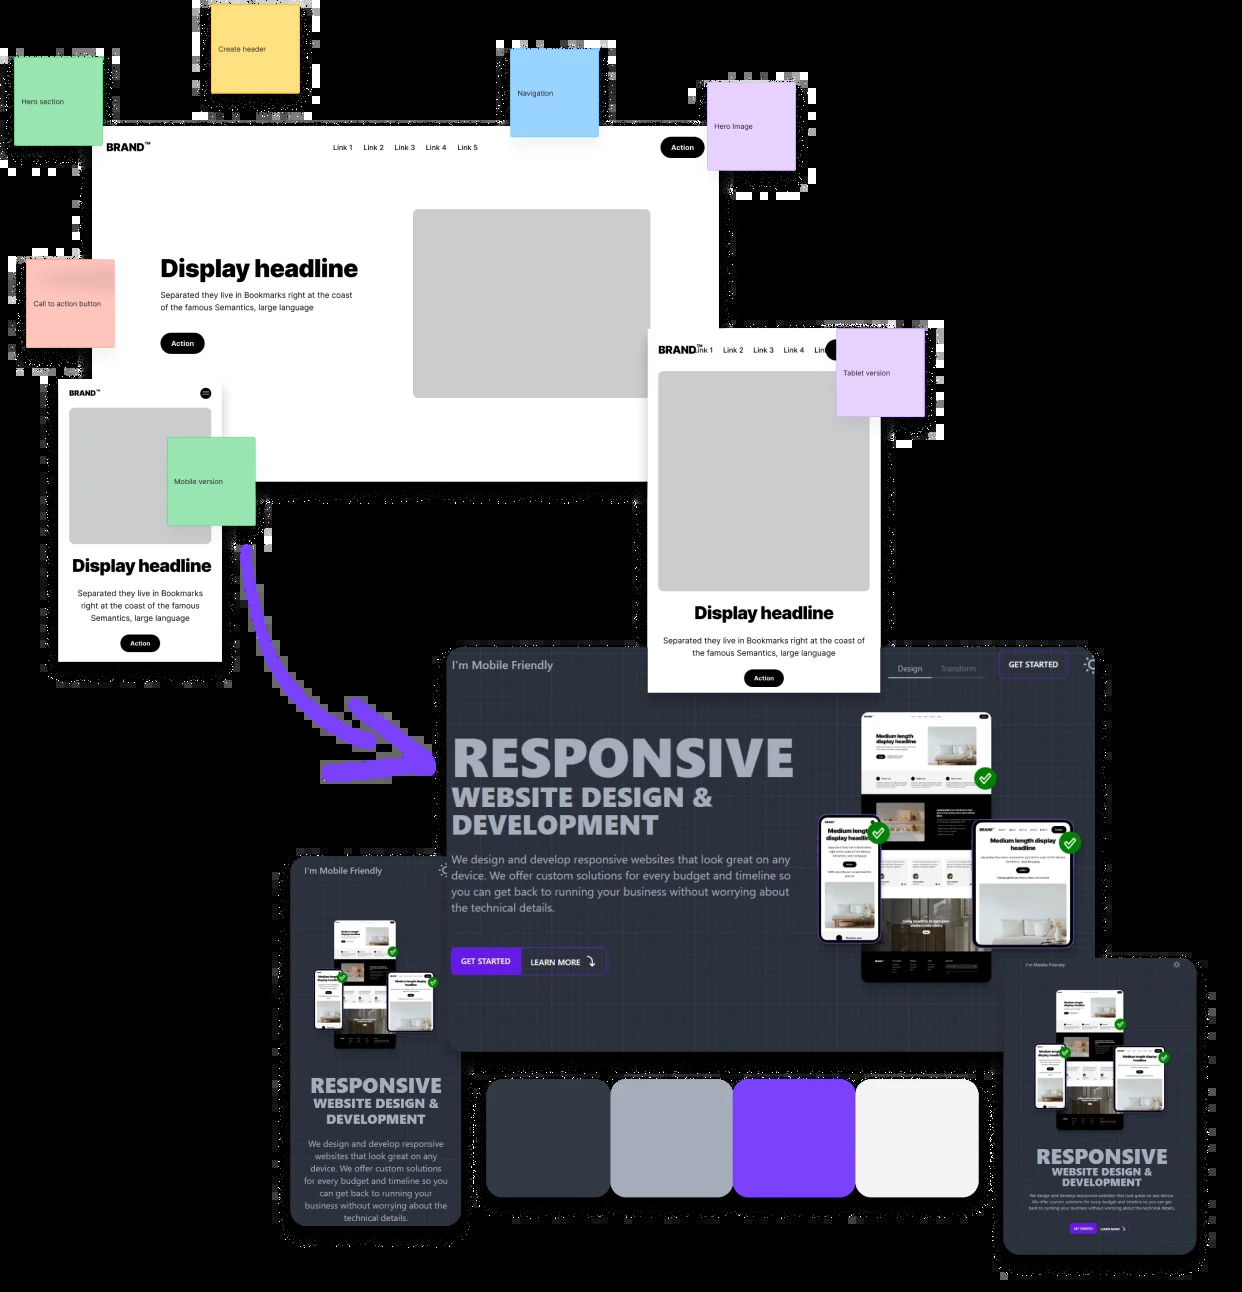 Create header
Hero section
Navigation
Hero Image
BRAND™
Link 1 Link 2 Link 3 Link 4 Link 5
Action
Display headline
Separated they live in Bookmarks right at the coast
of the famous Semantics, large language
Action
Call to action button
BRAND™
Link 2 Link 3 Link 4
Tablet version
Display headline
Separated they live in Bookmarks right at the coast of
the famous Semantics, large language
Action
BRAND™
Mobile version
Display headline
Separated they live in Bookmarks
right at the coast of the famous
Semantics, large language
Action
I'm Mobile Friendly
Design Transform
GET STARTED
RESPONSIVE
WEBSITE DESIGN &
DEVELOPMENT
We design and develop responsive websites that look great on any
device. We offer custom solutions for every budget and timeline so
you can get back to running your business without worrying about
the technical details.
GET STARTED
LEARN MORE
Medium length
display headline
Medium length display
headline
I'm Mobile Friendly
RESPONSIVE
WEBSITE DESIGN &
DEVELOPMENT
We design and develop responsive
websites that look great on any
device. We offer custom solutions
for every budget and timeline so you
can get back to running your
business without worrying about the
technical details.
I'm Mobile Friendly
RESPONSIVE
WEBSITE DESIGN &
DEVELOPMENT
We design and develop responsive websites that look great on any device.
We offer custom solutions for every budget and timeline so you can get
back to running your business without worrying about the technical details.
GET STARTED
LEARN MORE